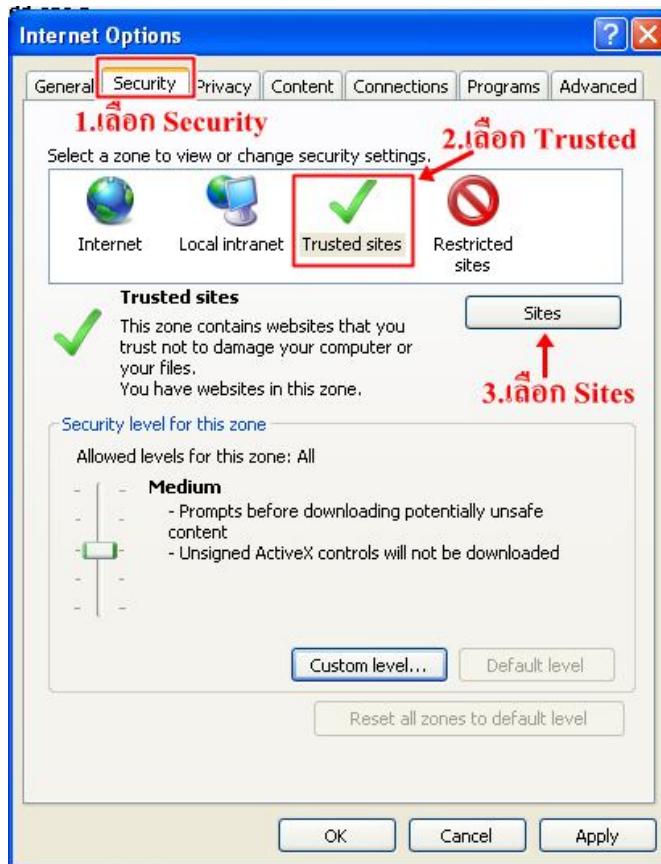 Internet Options
General Security Privacy Content Connections Programs Advanced
1.เลือก Security
2.เลือก Trusted
Select a zone to view or change security settings.
Internet Local intranet Trusted sites Restricted sites
Trusted sites
Sites
This zone contains websites that you
trust not to damage your computer or
your files.
You have websites in this zone.
3.เลือก Sites
Security level for this zone
Allowed levels for this zone: All
Medium
- Prompts before downloading potentially unsafe
content
- Unsigned ActiveX controls will not be downloaded
Custom level... Default level
Reset all zones to default level
OK Cancel Apply